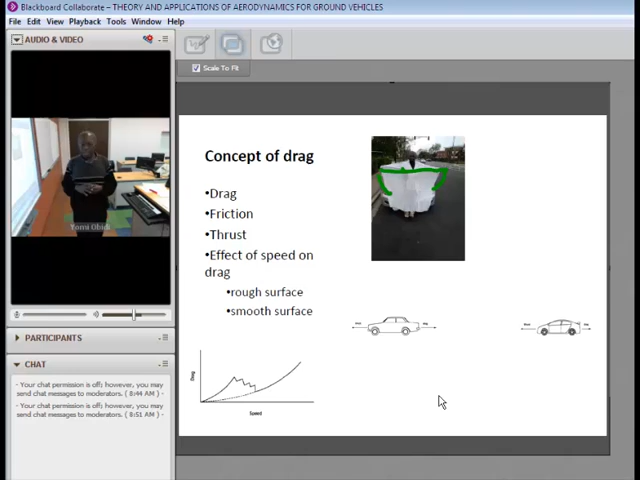 Blackboard Collaborate – THEORY AND APPLICATIONS OF AERODYNAMICS FOR GROUND VEHICLES
File Edit View Playback Tools Window Help
AUDIO & VIDEO
Scale To Fit
Yomi Obidi
PARTICIPANTS
CHAT
- Your chat permission is off; however, you may
send chat messages to moderators. ( 8:44 AM ) -
- Your chat permission is off; however, you may
send chat messages to moderators. ( 8:51 AM ) -
Concept of drag
•Drag
•Friction
•Thrust
•Effect of speed on
drag
•rough surface
•smooth surface
Drag
Speed